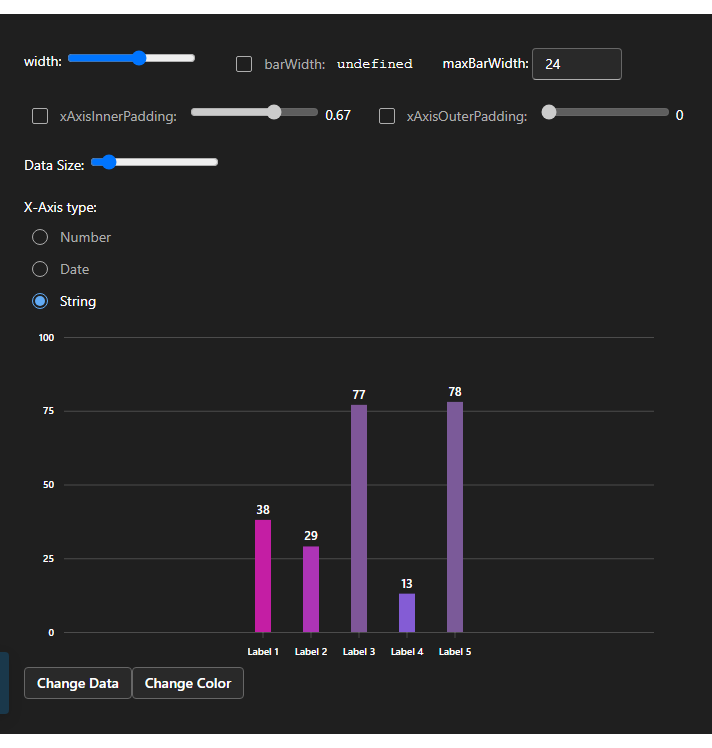 width: barWidth: undefined maxBarWidth: 24
xAxisInnerPadding: 0.67 xAxisOuterPadding: 0
Data Size:
X-Axis type:
Number
Date
String
100
75
50
25
0
77
78
38
29
13
Label 1 Label 2 Label 3 Label 4 Label 5
Change Data Change Color